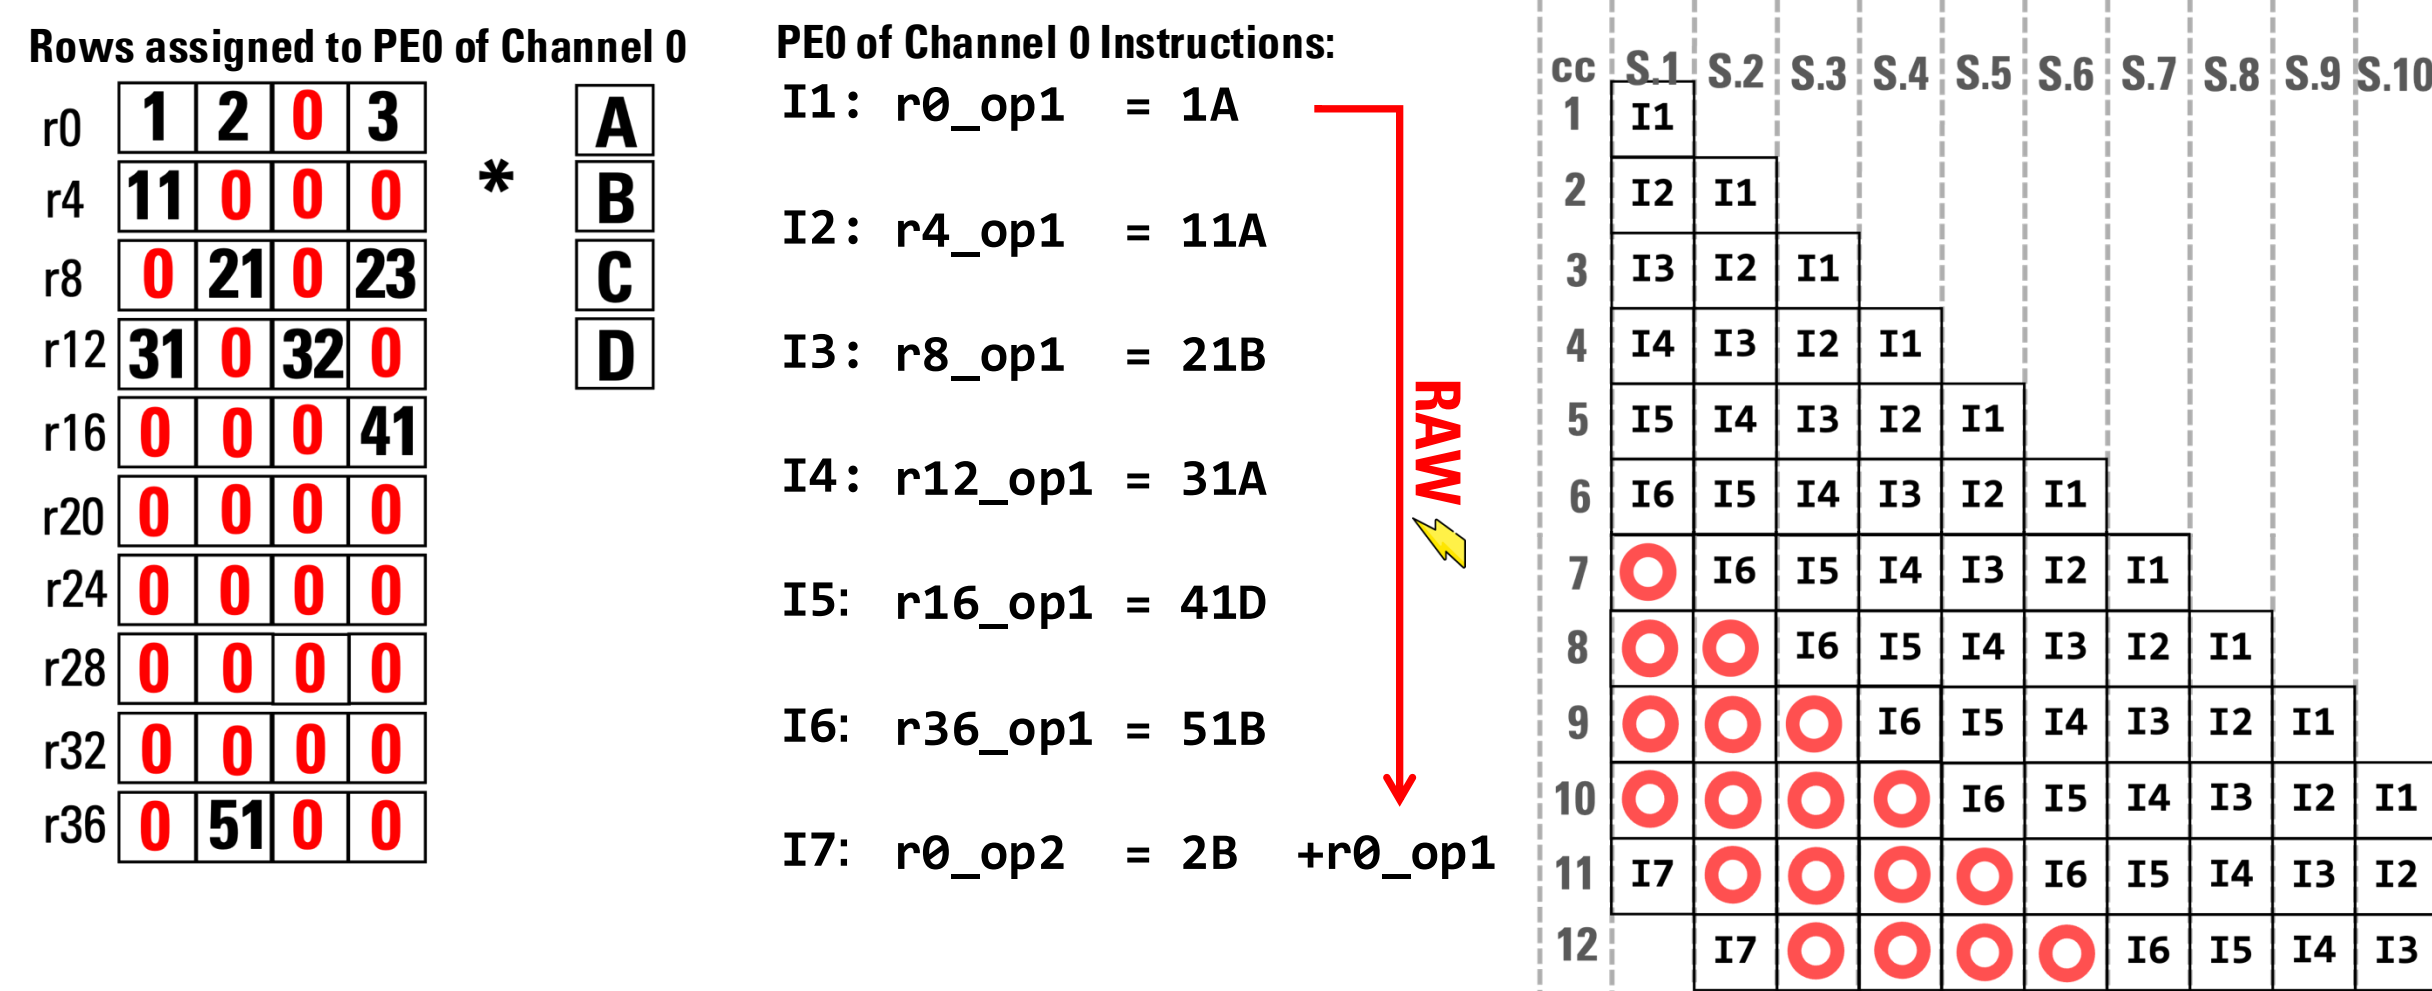 Rows assigned to PE0 of Channel 0
r0 1 2 0 3
r4 11 0 0 0
r8 0 21 0 23
r12 31 0 32 0
r16 0 0 0 41
r20 0 0 0 0
r24 0 0 0 0
r28 0 0 0 0
r32 0 0 0 0
r36 0 51 0 0
*
A
B
C
D
PE0 of Channel 0 Instructions:
I1: r0_op1 = 1A
I2: r4_op1 = 11A
I3: r8_op1 = 21B
I4: r12_op1 = 31A
I5: r16_op1 = 41D
I6: r36_op1 = 51B
I7: r0_op2 = 2B +r0_op1
RAW
cc S.1 S.2 S.3 S.4 S.5 S.6 S.7 S.8 S.9 S.10
1 I1
2 I2 I1
3 I3 I2 I1
4 I4 I3 I2 I1
5 I5 I4 I3 I2 I1
6 I6 I5 I4 I3 I2 I1
7 I6 I5 I4 I3 I2 I1
8 I6 I5 I4 I3 I2 I1
9 I6 I5 I4 I3 I2 I1
10 I6 I5 I4 I3 I2 I1
11 I7 I6 I5 I4 I3 I2
12 I7 I6 I5 I4 I3